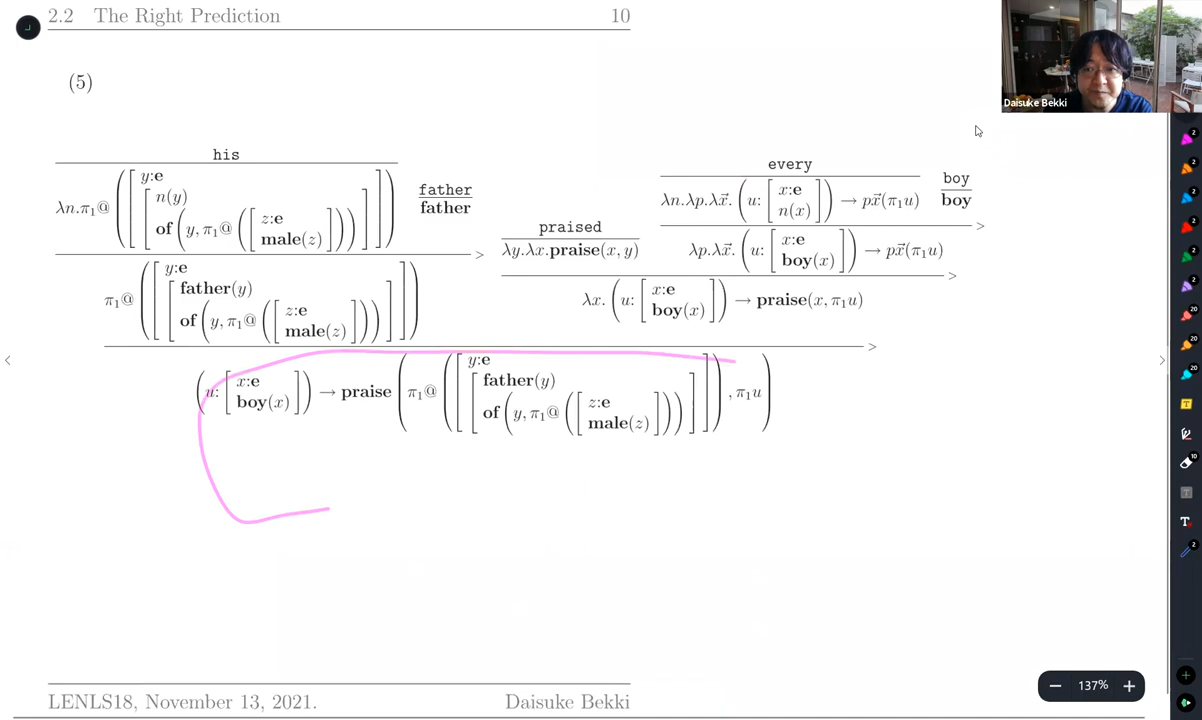 2.2 The Right Prediction 10
Daisuke Bekki
(5)
his
λn.π₁@([y:e [n(y) of(y, π₁@([z:e male(z)]))]])
father
father
praised
λy.λx.praise(x, y)
every
λn.λp.λx⃗.(u:[x:e n(x)]) → px⃗(π₁u)
boy
boy
>
π₁@([y:e [father(y) of(y, π₁@([z:e male(z)]))]])
λp.λx⃗.(u:[x:e boy(x)]) → px⃗(π₁u)
>
λx.(u:[x:e boy(x)]) → praise(x, π₁u)
>
>
(u:[x:e boy(x)]) → praise(π₁@([y:e [father(y) of(y, π₁@([z:e male(z)]))]]), π₁u)
137%
LENLS18, November 13, 2021. Daisuke Bekki